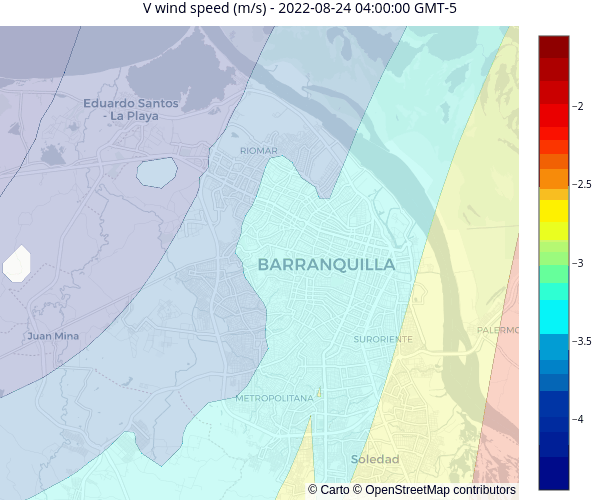 V wind speed (m/s) - 2022-08-24 04:00:00 GMT-5
Eduardo Santos
- La Playa
RIOMAR
BARRANQUILLA
Juan Mina
SURORIENTE
PALERMO
METROPOLITANA
Soledad
© Carto © OpenStreetMap contributors
−2
−2.5
−3
−3.5
−4